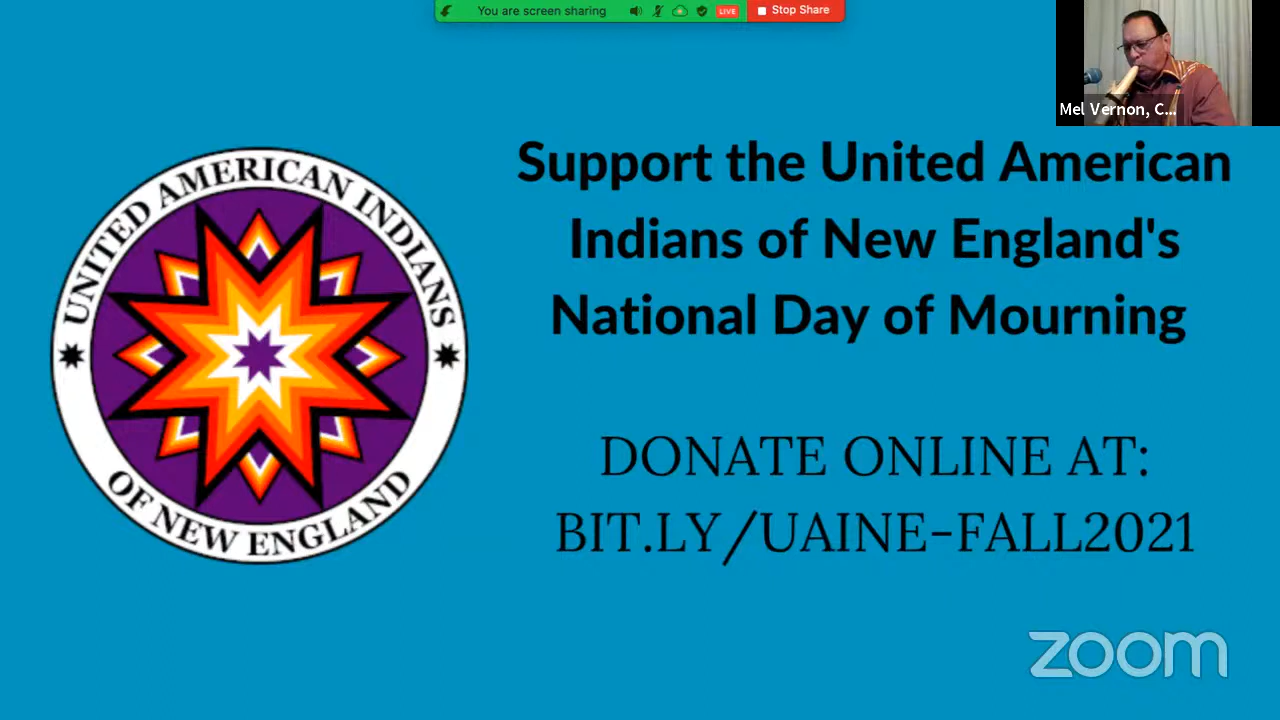 You are screen sharing
LIVE
Stop Share
Mel Vernon, C...
Support the United American
Indians of New England's
National Day of Mourning
UNITED AMERICAN INDIANS
OF NEW ENGLAND
DONATE ONLINE AT:
BIT.LY/UAINE-FALL2021
zoom